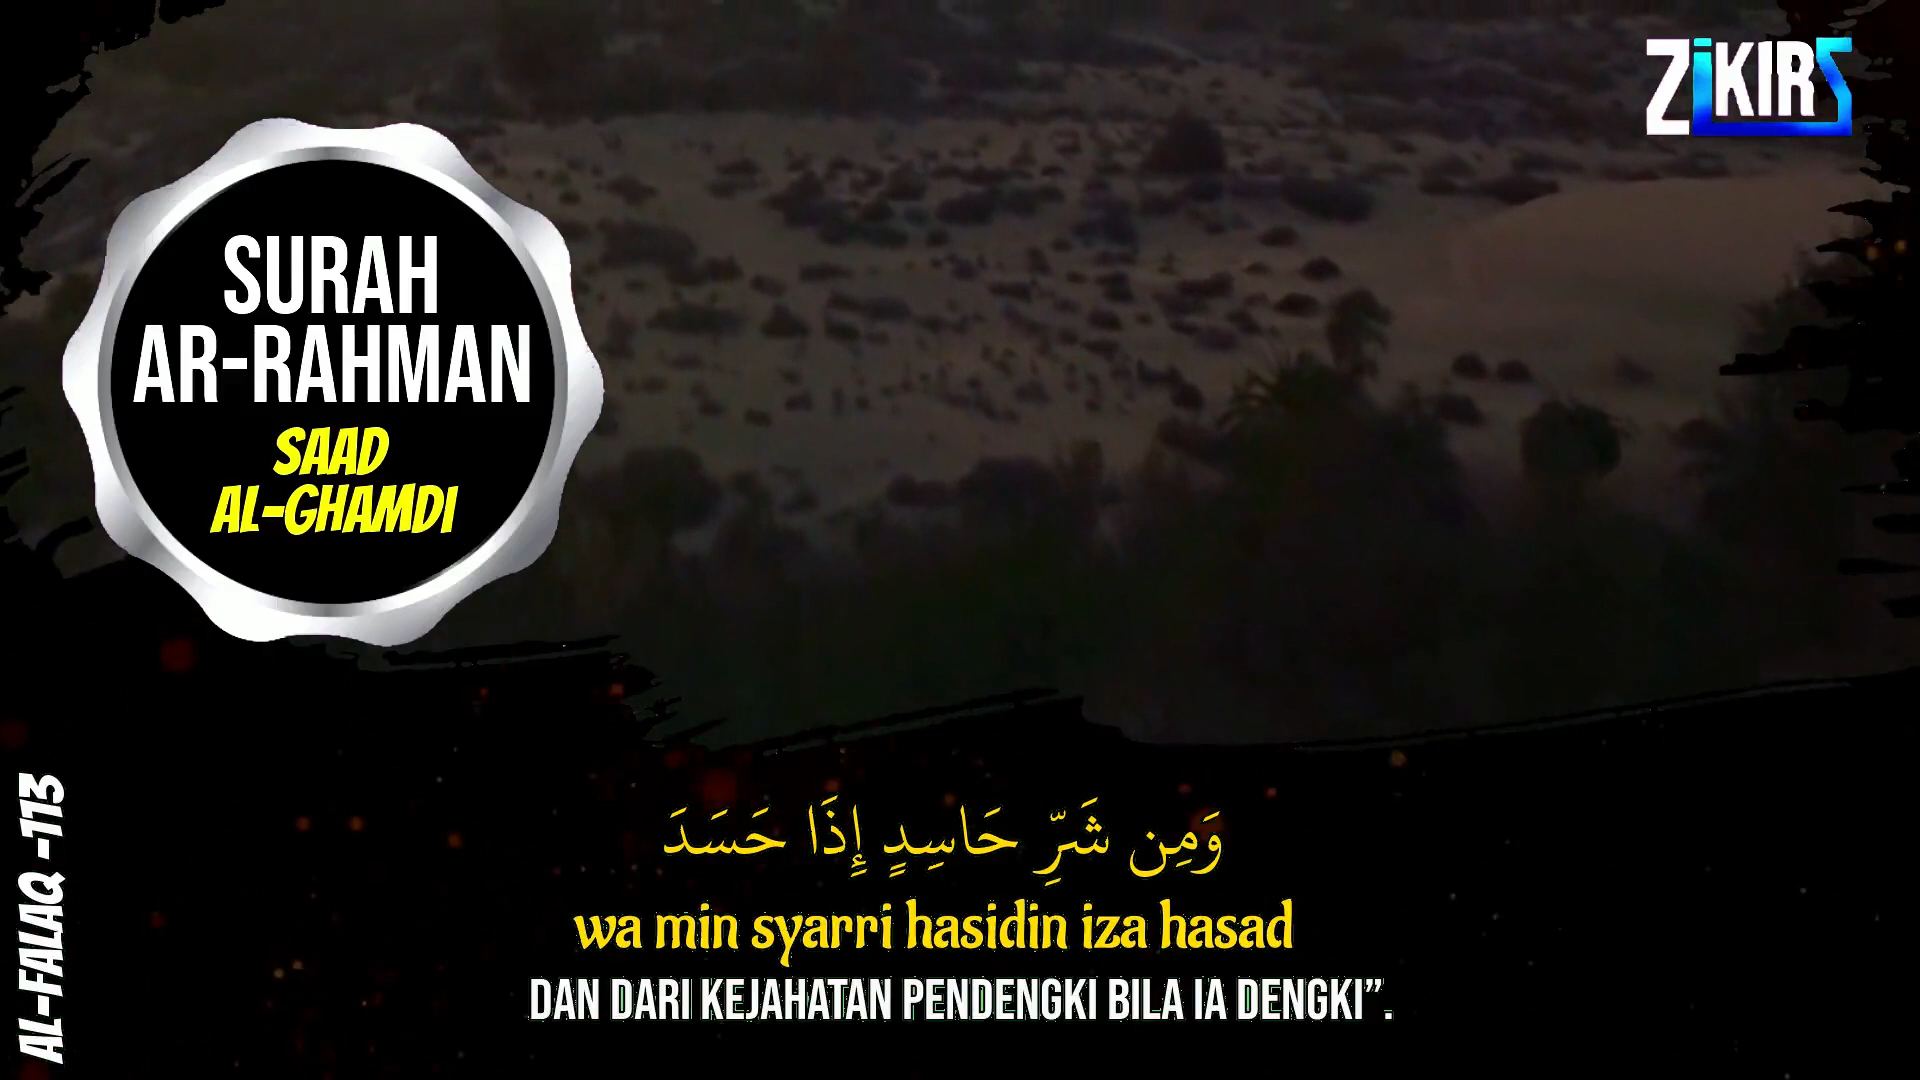 ZiKIRS
SURAH
AR-RAHMAN
SAAD
AL-GHAMDI
AL-FALAQ -113
وَمِن شَرِّ حَاسِدٍ إِذَا حَسَدَ
wa min syarri hasidin iza hasad
DAN DARI KEJAHATAN PENDENGKI BILA IA DENGKI”.